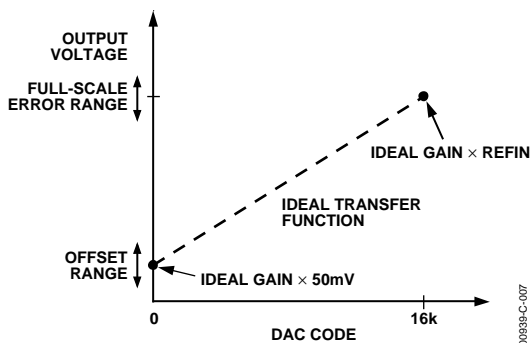 OUTPUT
VOLTAGE
FULL-SCALE
ERROR RANGE
IDEAL GAIN × REFIN
IDEAL TRANSFER
FUNCTION
OFFSET
RANGE
IDEAL GAIN × 50mV
0
16k
DAC CODE
00939-C-007